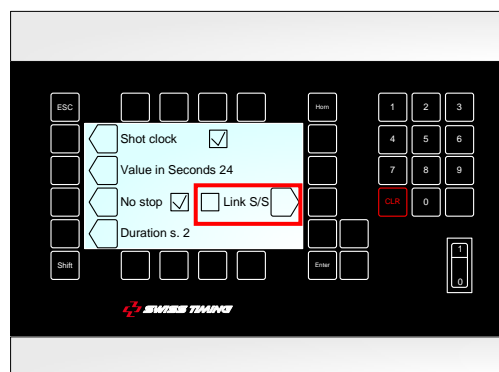 ESC
Horn
1 2 3
Shot clock
4 5 6
Value in Seconds 24
7 8 9
No stop Link S/S
CLR 0
Duration s. 2
Shift
Enter
1
0
SWISS TIMING